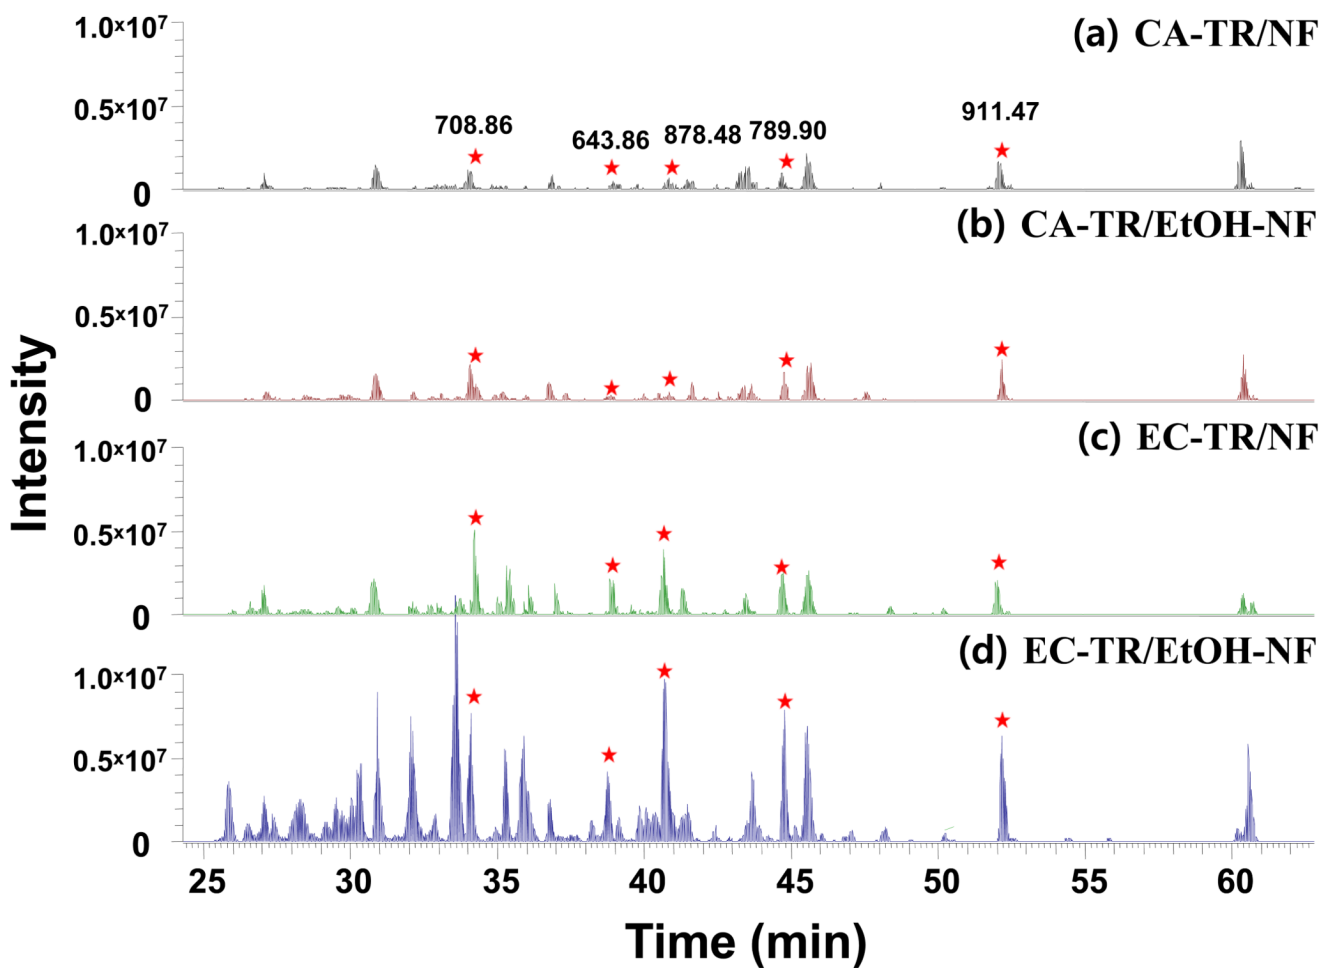 (a) CA-TR/NF
1.0×10⁷
0.5×10⁷
0
708.86
643.86
878.48
789.90
911.47
(b) CA-TR/EtOH-NF
1.0×10⁷
0.5×10⁷
0
(c) EC-TR/NF
1.0×10⁷
0.5×10⁷
0
(d) EC-TR/EtOH-NF
1.0×10⁷
0.5×10⁷
0
Intensity
25 30 35 40 45 50 55 60
Time (min)